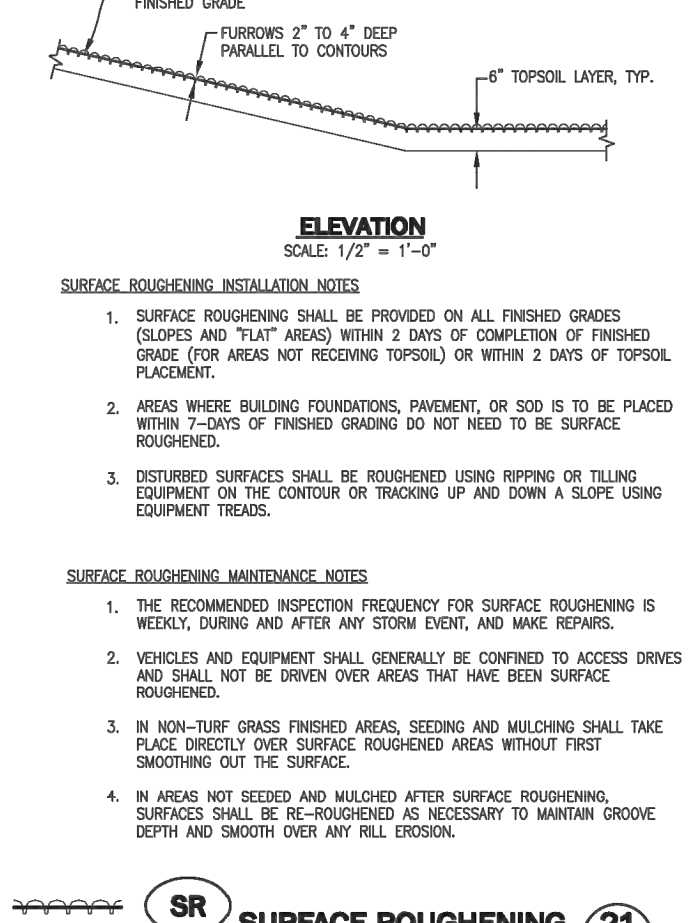 FINISHED GRADE
FURROWS 2" TO 4" DEEP
PARALLEL TO CONTOURS
6" TOPSOIL LAYER, TYP.
ELEVATION
SCALE: 1/2" = 1'-0"
SURFACE ROUGHENING INSTALLATION NOTES
1. SURFACE ROUGHENING SHALL BE PROVIDED ON ALL FINISHED GRADES
(SLOPES AND "FLAT" AREAS) WITHIN 2 DAYS OF COMPLETION OF FINISHED
GRADE (FOR AREAS NOT RECEIVING TOPSOIL) OR WITHIN 2 DAYS OF TOPSOIL
PLACEMENT.
2. AREAS WHERE BUILDING FOUNDATIONS, PAVEMENT, OR SOD IS TO BE PLACED
WITHIN 7-DAYS OF FINISHED GRADING DO NOT NEED TO BE SURFACE
ROUGHENED.
3. DISTURBED SURFACES SHALL BE ROUGHENED USING RIPPING OR TILLING
EQUIPMENT ON THE CONTOUR OR TRACKING UP AND DOWN A SLOPE USING
EQUIPMENT TREADS.
SURFACE ROUGHENING MAINTENANCE NOTES
1. THE RECOMMENDED INSPECTION FREQUENCY FOR SURFACE ROUGHENING IS
WEEKLY, DURING AND AFTER ANY STORM EVENT, AND MAKE REPAIRS.
2. VEHICLES AND EQUIPMENT SHALL GENERALLY BE CONFINED TO ACCESS DRIVES
AND SHALL NOT BE DRIVEN OVER AREAS THAT HAVE BEEN SURFACE
ROUGHENED.
3. IN NON-TURF GRASS FINISHED AREAS, SEEDING AND MULCHING SHALL TAKE
PLACE DIRECTLY OVER SURFACE ROUGHENED AREAS WITHOUT FIRST
SMOOTHING OUT THE SURFACE.
4. IN AREAS NOT SEEDED AND MULCHED AFTER SURFACE ROUGHENING,
SURFACES SHALL BE RE-ROUGHENED AS NECESSARY TO MAINTAIN GROOVE
DEPTH AND SMOOTH OVER ANY RILL EROSION.
SR
SURFACE ROUGHENING
21